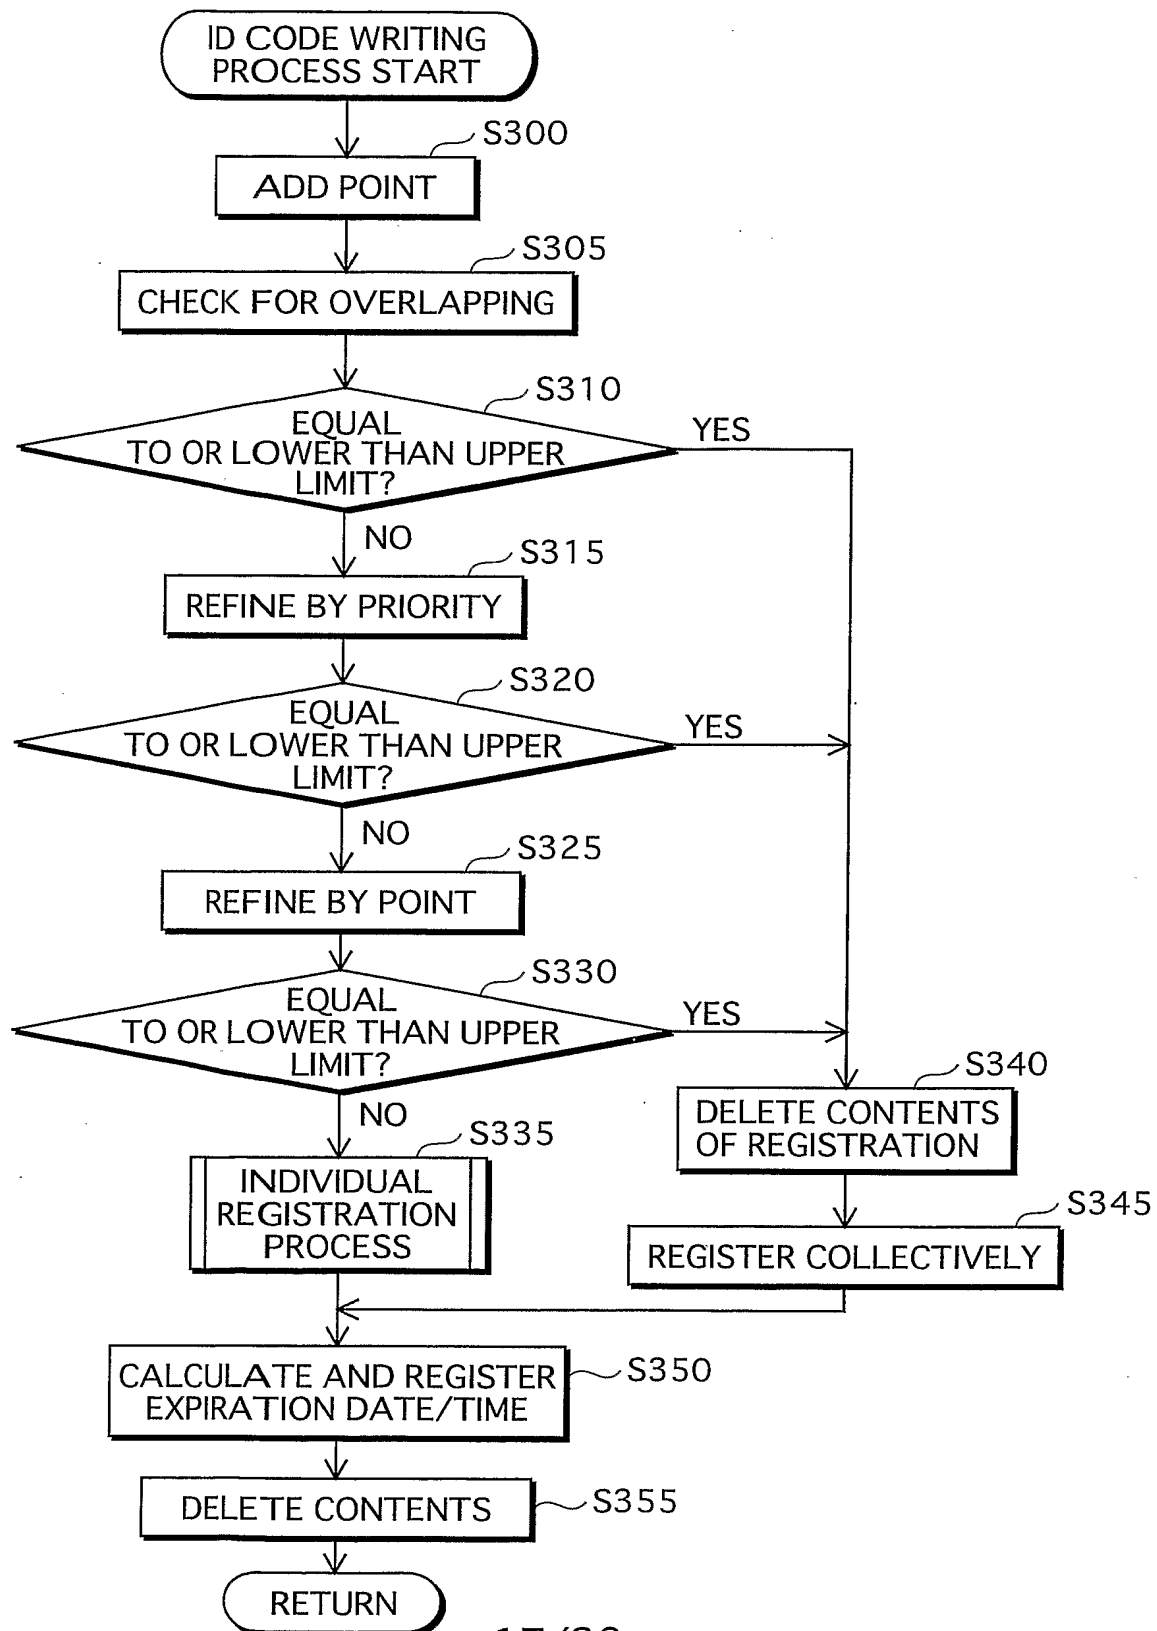 ID CODE WRITING
PROCESS START
S300
ADD POINT
S305
CHECK FOR OVERLAPPING
S310
EQUAL
TO OR LOWER THAN UPPER
LIMIT?
YES
NO
S315
REFINE BY PRIORITY
S320
EQUAL
TO OR LOWER THAN UPPER
LIMIT?
YES
NO
S325
REFINE BY POINT
S330
EQUAL
TO OR LOWER THAN UPPER
LIMIT?
YES
NO
S335
INDIVIDUAL
REGISTRATION
PROCESS
S340
DELETE CONTENTS
OF REGISTRATION
S345
REGISTER COLLECTIVELY
S350
CALCULATE AND REGISTER
EXPIRATION DATE/TIME
S355
DELETE CONTENTS
RETURN